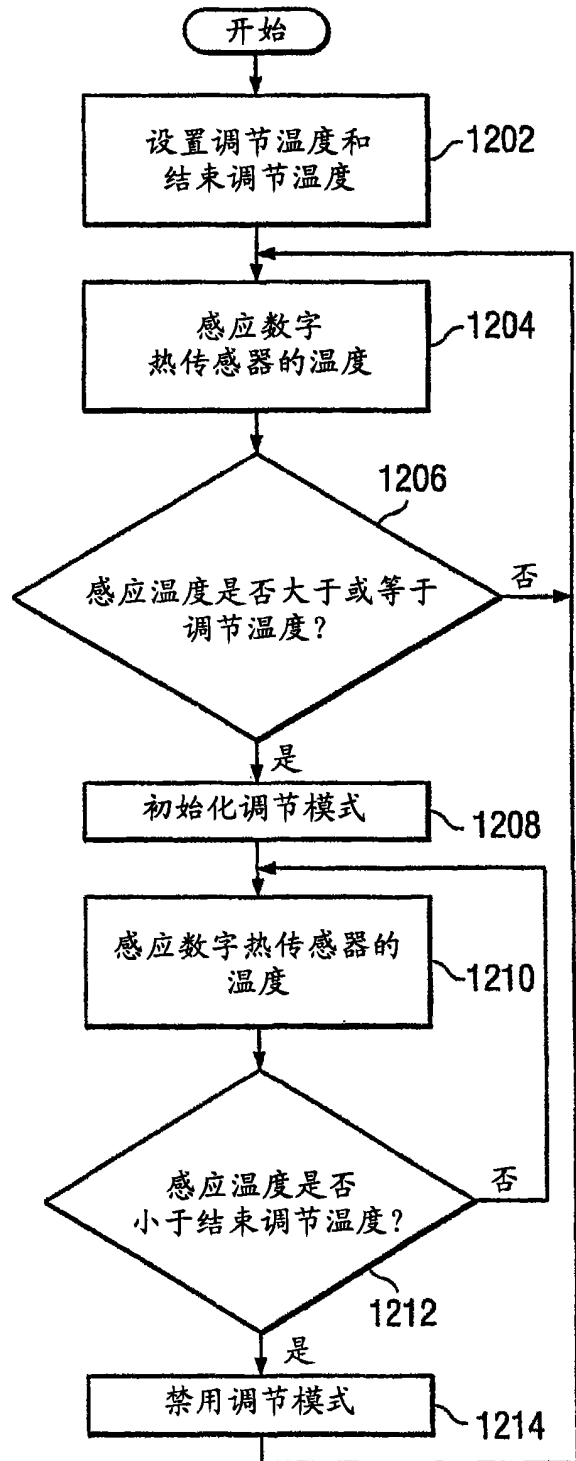 开始
设置调节温度和
结束调节温度
1202
感应数字
热传感器的温度
1204
1206
感应温度是否大于或等于
调节温度?
否
是
初始化调节模式
1208
感应数字热传感器的
温度
1210
感应温度是否
小于结束调节温度?
否
1212
是
禁用调节模式
1214